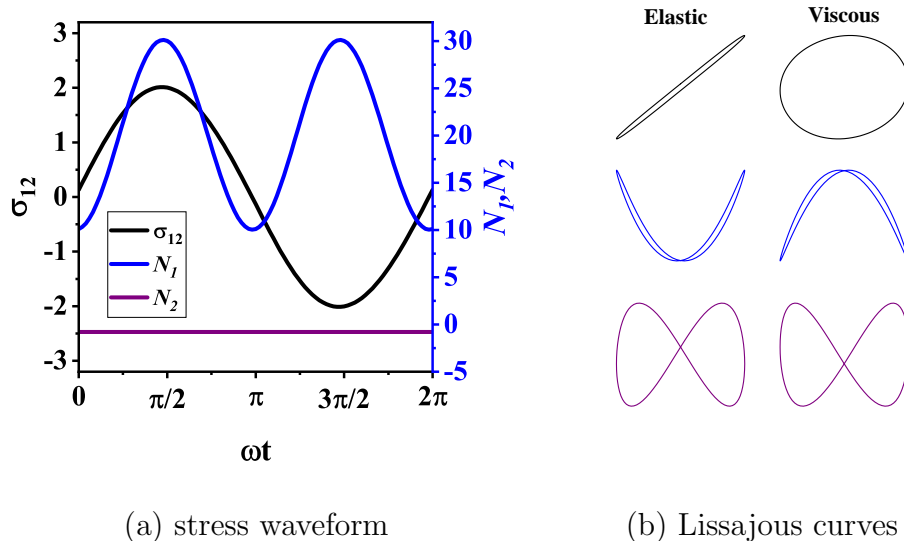 Elastic
Viscous
3
2
1
0
-1
-2
-3
σ12
30
25
20
15
10
5
0
-5
N1,N2
σ12
N1
N2
0
π/2
π
3π/2
2π
ωt
(a) stress waveform
(b) Lissajous curves